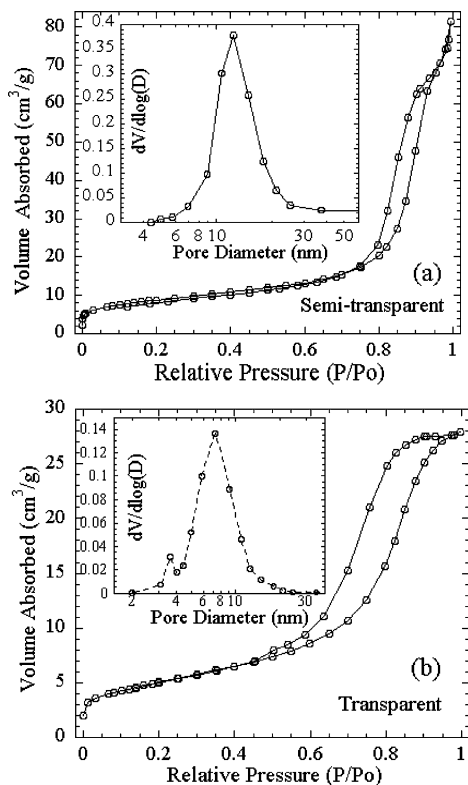 80
70
60
50
40
30
20
10
0
Volume Absorbed (cm³/g)
0.4
0.35
0.3
0.25
0.2
0.15
0.1
0.05
0
dV/dlog(D)
4 6 8 10 30 50
Pore Diameter (nm)
(a)
Semi-transparent
0 0.2 0.4 0.6 0.8 1
Relative Pressure (P/Po)
30
25
20
15
10
5
0
Volume Absorbed (cm³/g)
0.14
0.12
0.1
0.08
0.06
0.04
0.02
0
dV/dlog(D)
2 4 6 8 10 30
Pore Diameter (nm)
(b)
Transparent
0 0.2 0.4 0.6 0.8 1
Relative Pressure (P/Po)